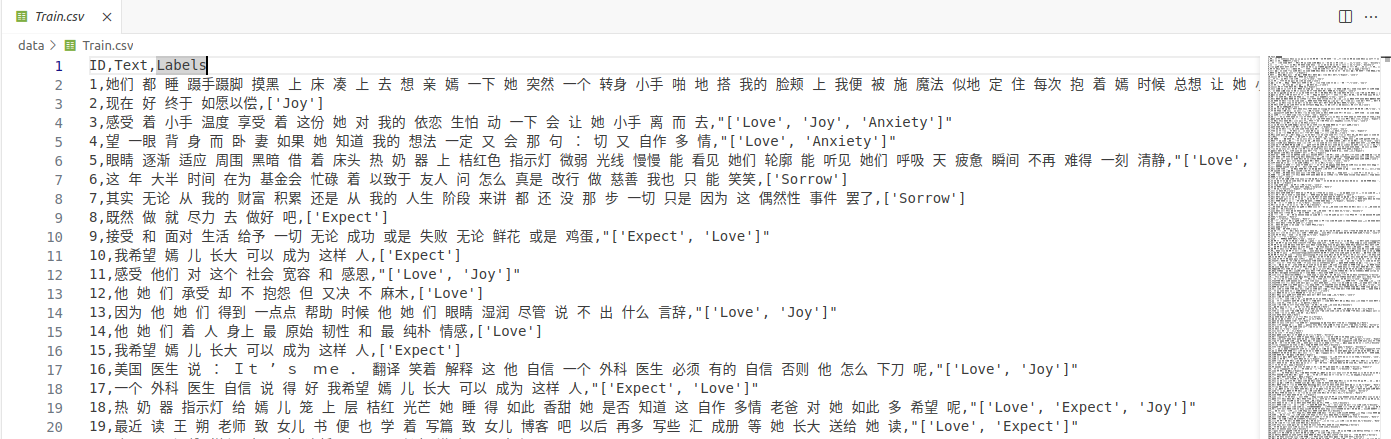 Train.csv
data > Train.csv
1 ID,Text,Labels
2 1,她们 都 睡 蹑手蹑脚 摸黑 上 床 凑 上 去 想 亲 嫣 一下 她 突然 一个 转身 小手 啪 地 搭 我的 脸颊 上 我便 被 施 魔法 似地 定 住 每次 抱 着 嫣 时候 总想 让 她
3 2,现在 好 终于 如愿以偿,['Joy']
4 3,感受 着 小手 温度 享受 着 这份 她 对 我的 依恋 生怕 动 一下 会 让 她 小手 离 而 去,"['Love', 'Joy', 'Anxiety']"
5 4,望 一眼 背 身 而 卧 妻 如果 她 知道 我的 想法 一定 又 会 那 句 : 切 又 自作 多 情,"['Love', 'Anxiety']"
6 5,眼睛 逐渐 适应 周围 黑暗 借 着 床头 热 奶 器 上 桔红色 指示灯 微弱 光线 慢慢 能 看见 她们 轮廓 能 听见 她们 呼吸 天 疲惫 瞬间 不再 难得 一刻 清静,"['Love',
7 6,这 年 大半 时间 在为 基金会 忙碌 着 以致于 友人 问 怎么 真是 改行 做 慈善 我也 只 能 笑笑,['Sorrow']
8 7,其实 无论 从 我的 财富 积累 还是 从 我的 人生 阶段 来讲 都 还 没 那 步 一切 只是 因为 这 偶然性 事件 罢了,['Sorrow']
9 8,既然 做 就 尽力 去 做好 吧,['Expect']
10 9,接受 和 面对 生活 给予 一切 无论 成功 或是 失败 无论 鲜花 或是 鸡蛋,"['Expect', 'Love']"
11 10,我希望 嫣 儿 长大 可以 成为 这样 人,['Expect']
12 11,感受 他们 对 这个 社会 宽容 和 感恩,"['Love', 'Joy']"
13 12,他 她 们 承受 却 不 抱怨 但 又决 不 麻木,['Love']
14 13,因为 他 她 们 得到 一点点 帮助 时候 他 她 们 眼睛 湿润 尽管 说 不 出 什么 言辞,"['Love', 'Joy']"
15 14,他 她 们 着 人 身上 最 原始 韧性 和 最 纯朴 情感,['Love']
16 15,我希望 嫣 儿 长大 可以 成为 这样 人,['Expect']
17 16,美国 医生 说 : Ｉｔ ’ ｓ ｍｅ ． 翻译 笑着 解释 这 他 自信 一个 外科 医生 必须 有的 自信 否则 他 怎么 下刀 呢,"['Love', 'Joy']"
18 17,一个 外科 医生 自信 说 得 好 我希望 嫣 儿 长大 可以 成为 这样 人,"['Expect', 'Love']"
19 18,热 奶 器 指示灯 给 嫣 儿 笼 上 层 桔红 光芒 她 睡 得 如此 香甜 她 是否 知道 这 自作 多情 老爸 对 她 如此 多 希望 呢,"['Love', 'Expect', 'Joy']"
20 19,最近 读 王 朔 老师 致 女儿 书 便 也 学 着 写篇 致 女儿 博客 吧 以后 再多 写些 汇 成册 等 她 长大 送给 她 读,"['Love', 'Expect']"